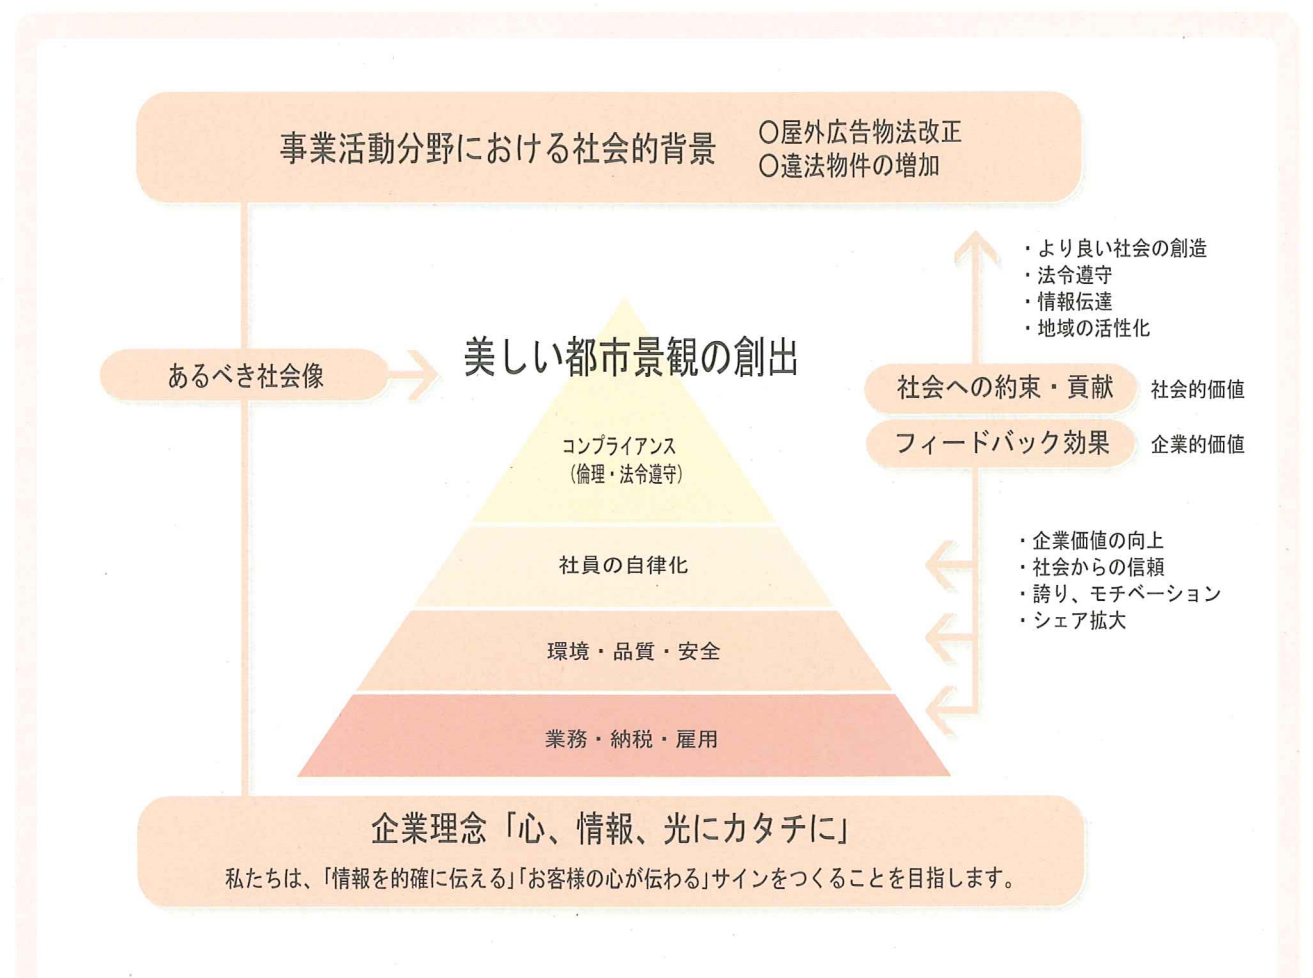 事業活動分野における社会的背景
〇屋外広告物法改正
〇違法物件の増加
・より良い社会の創造
・法令遵守
・情報伝達
・地域の活性化
美しい都市景観の創出
あるべき社会像
社会への約束・貢献
社会的価値
フィードバック効果
企業的価値
コンプライアンス
(倫理・法令遵守)
・企業価値の向上
・社会からの信頼
・誇り、モチベーション
・シェア拡大
社員の自律化
環境・品質・安全
業務・納税・雇用
企業理念「心、情報、光にカタチに」
私たちは、「情報を的確に伝える」「お客様の心が伝わる」サインをつくることを目指します。